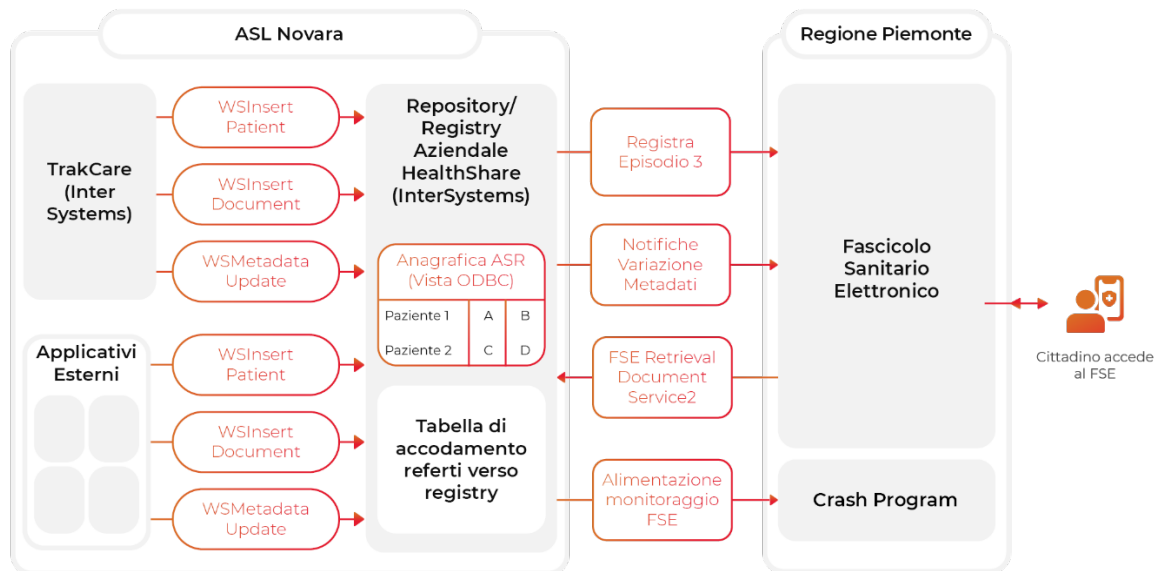 ASL Novara
Regione Piemonte
TrakCare
(Inter
Systems)
WSInsert
Patient
WSInsert
Document
WSMetadata
Update
Applicativi
Esterni
WSInsert
Patient
WSInsert
Document
WSMetadata
Update
Repository/
Registry
Aziendale
HealthShare
(InterSystems)
Anagrafica ASR
(Vista ODBC)
Paziente 1 A B
Paziente 2 C D
Tabella di
accodamento
referti verso
registry
Registra
Episodio 3
Notifiche
Variazione
Metadati
FSE Retrieval
Document
Service2
Alimentazione
monitoraggio
FSE
Fascicolo
Sanitario
Elettronico
Crash Program
Cittadino accede
al FSE